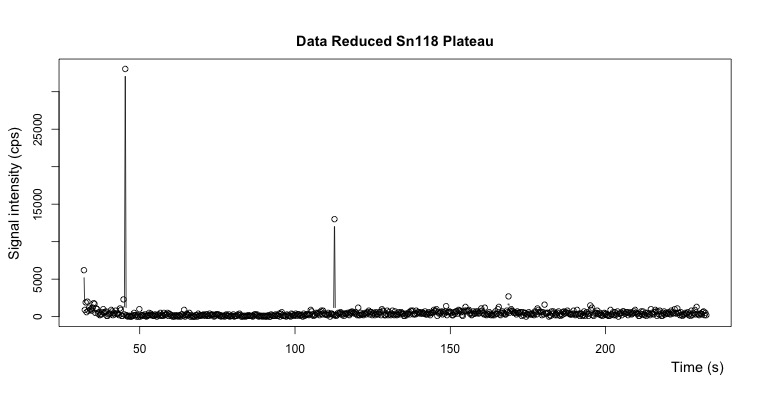 Data Reduced Sn118 Plateau
Signal intensity (cps)
25000
15000
5000
0
50 100 150 200
Time (s)